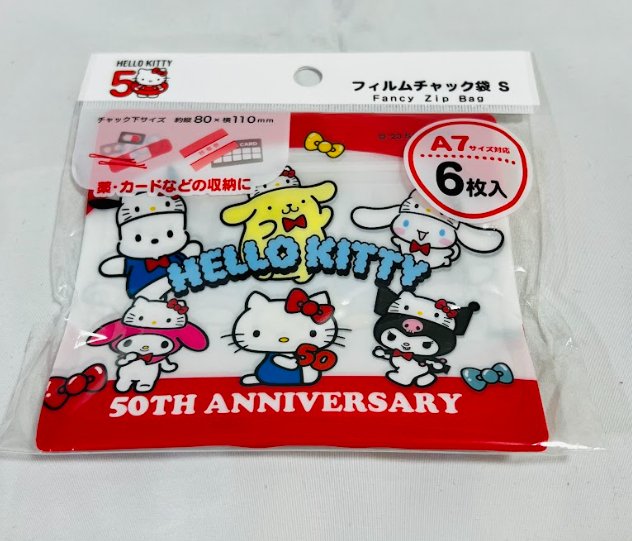 HELLO KITTY
50
フィルムチャック袋 S
Fancy Zip Bag
チャック下サイズ 約縦80×横110mm
CARD
薬・カードなどの収納に
A7サイズ対応
6枚入
HELLO KITTY
50
50TH ANNIVERSARY